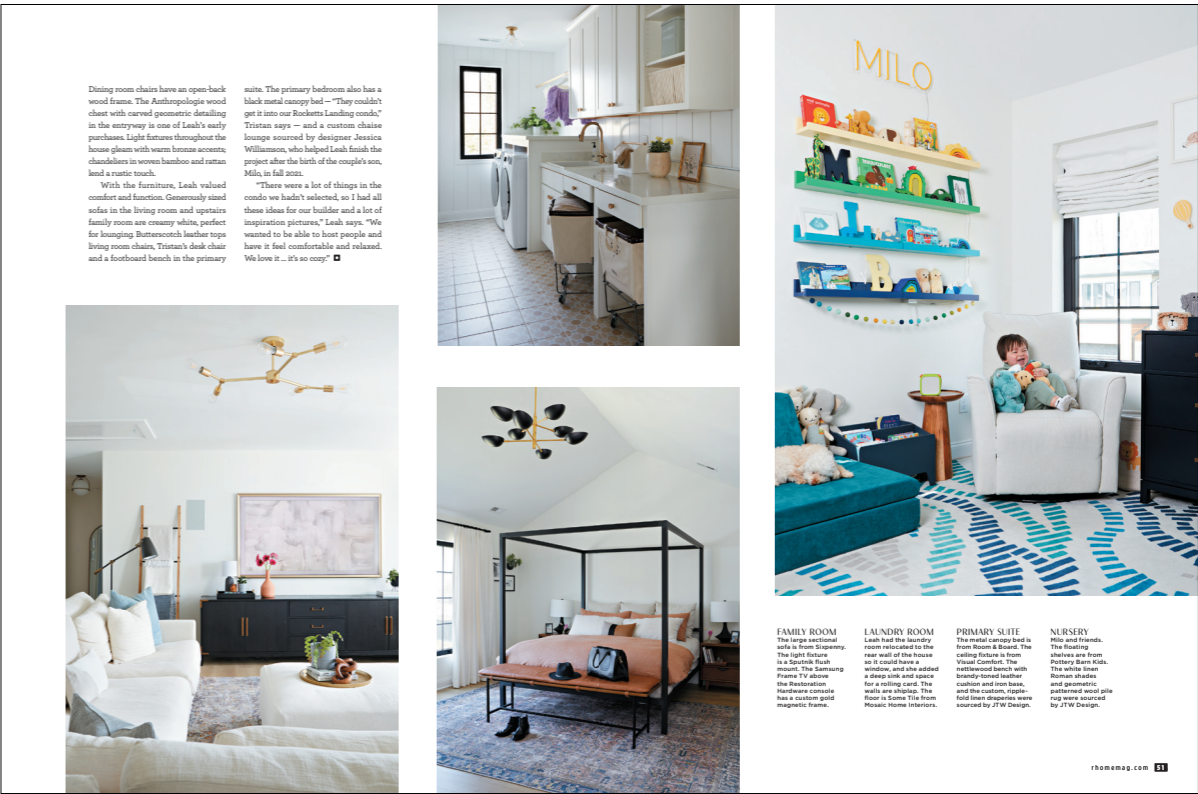 Dining room chairs have an open-back
wood frame. The Anthropologie wood
chest with carved geometric detailing
in the entryway is one of Leah's early
purchases. Light fixtures throughout the
house gleam with warm bronze accents;
chandeliers in woven bamboo and rattan
lend a rustic touch.
With the furniture, Leah valued
comfort and function. Generously sized
sofas in the living room and upstairs
family room are creamy white, perfect
for lounging. Butterscotch leather tops
living room chairs, Tristan's desk chair
and a footboard bench in the primary
suite. The primary bedroom also has a
black metal canopy bed — “They couldn't
get it into our Rocketts Landing condo,”
Tristan says — and a custom chaise
lounge sourced by designer Jessica
Williamson, who helped Leah finish the
project after the birth of the couple's son,
Milo, in fall 2021.
“There were a lot of things in the
condo we hadn't selected, so I had all
these ideas for our builder and a lot of
inspiration pictures,” Leah says. “We
wanted to be able to host people and
have it feel comfortable and relaxed.
We love it ... it's so cozy.”
MILO
M
L
B
FAMILY ROOM
The large sectional
sofa is from Sixpenny.
The light fixture
is a Sputnik flush
mount. The Samsung
Frame TV above
the Restoration
Hardware console
has a custom gold
magnetic frame.
LAUNDRY ROOM
Leah had the laundry
room relocated to the
rear wall of the house
so it could have a
window, and she added
a deep sink and space
for a rolling card. The
walls are shiplap. The
floor is Some Tile from
Mosaic Home Interiors.
PRIMARY SUITE
The metal canopy bed is
from Room & Board. The
ceiling fixture is from
Visual Comfort. The
nettlewood bench with
brandy-toned leather
cushion and iron base,
and the custom, ripple-
fold linen draperies were
sourced by JTW Design.
NURSERY
Milo and friends.
The floating
shelves are from
Pottery Barn Kids.
The white linen
Roman shades
and geometric
patterned wool pile
rug were sourced
by JTW Design.
rhomemag.com 51